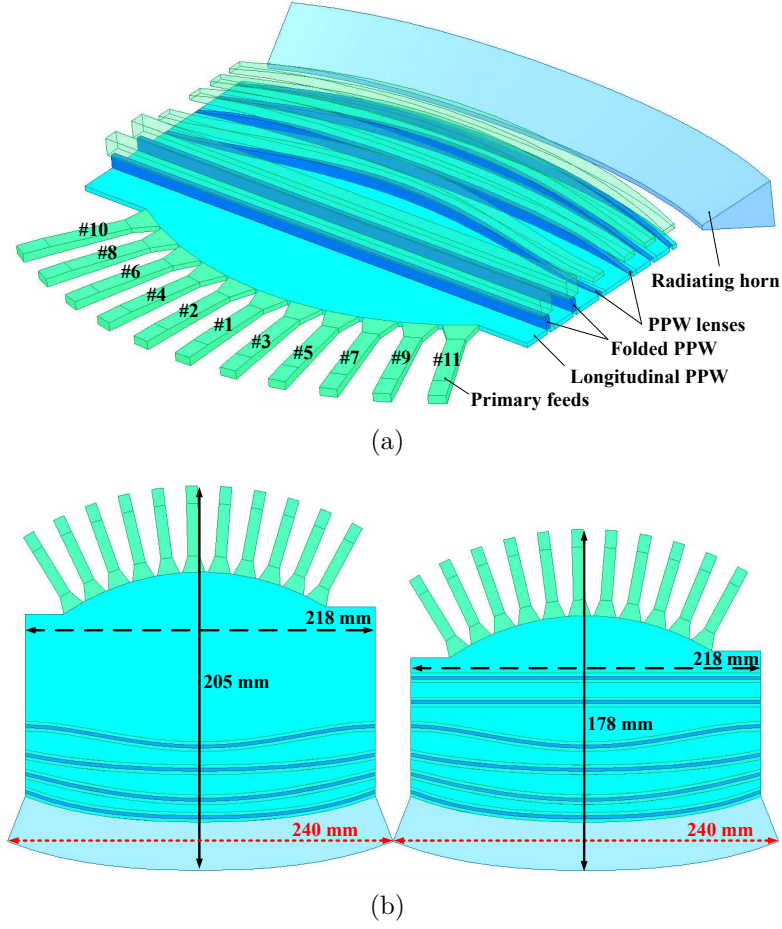 #10
#8
#6
#4
#2
#1
#3
#5
#7
#9
#11
Radiating horn
PPW lenses
Folded PPW
Longitudinal PPW
Primary feeds
(a)
218 mm
205 mm
240 mm
218 mm
178 mm
240 mm
(b)